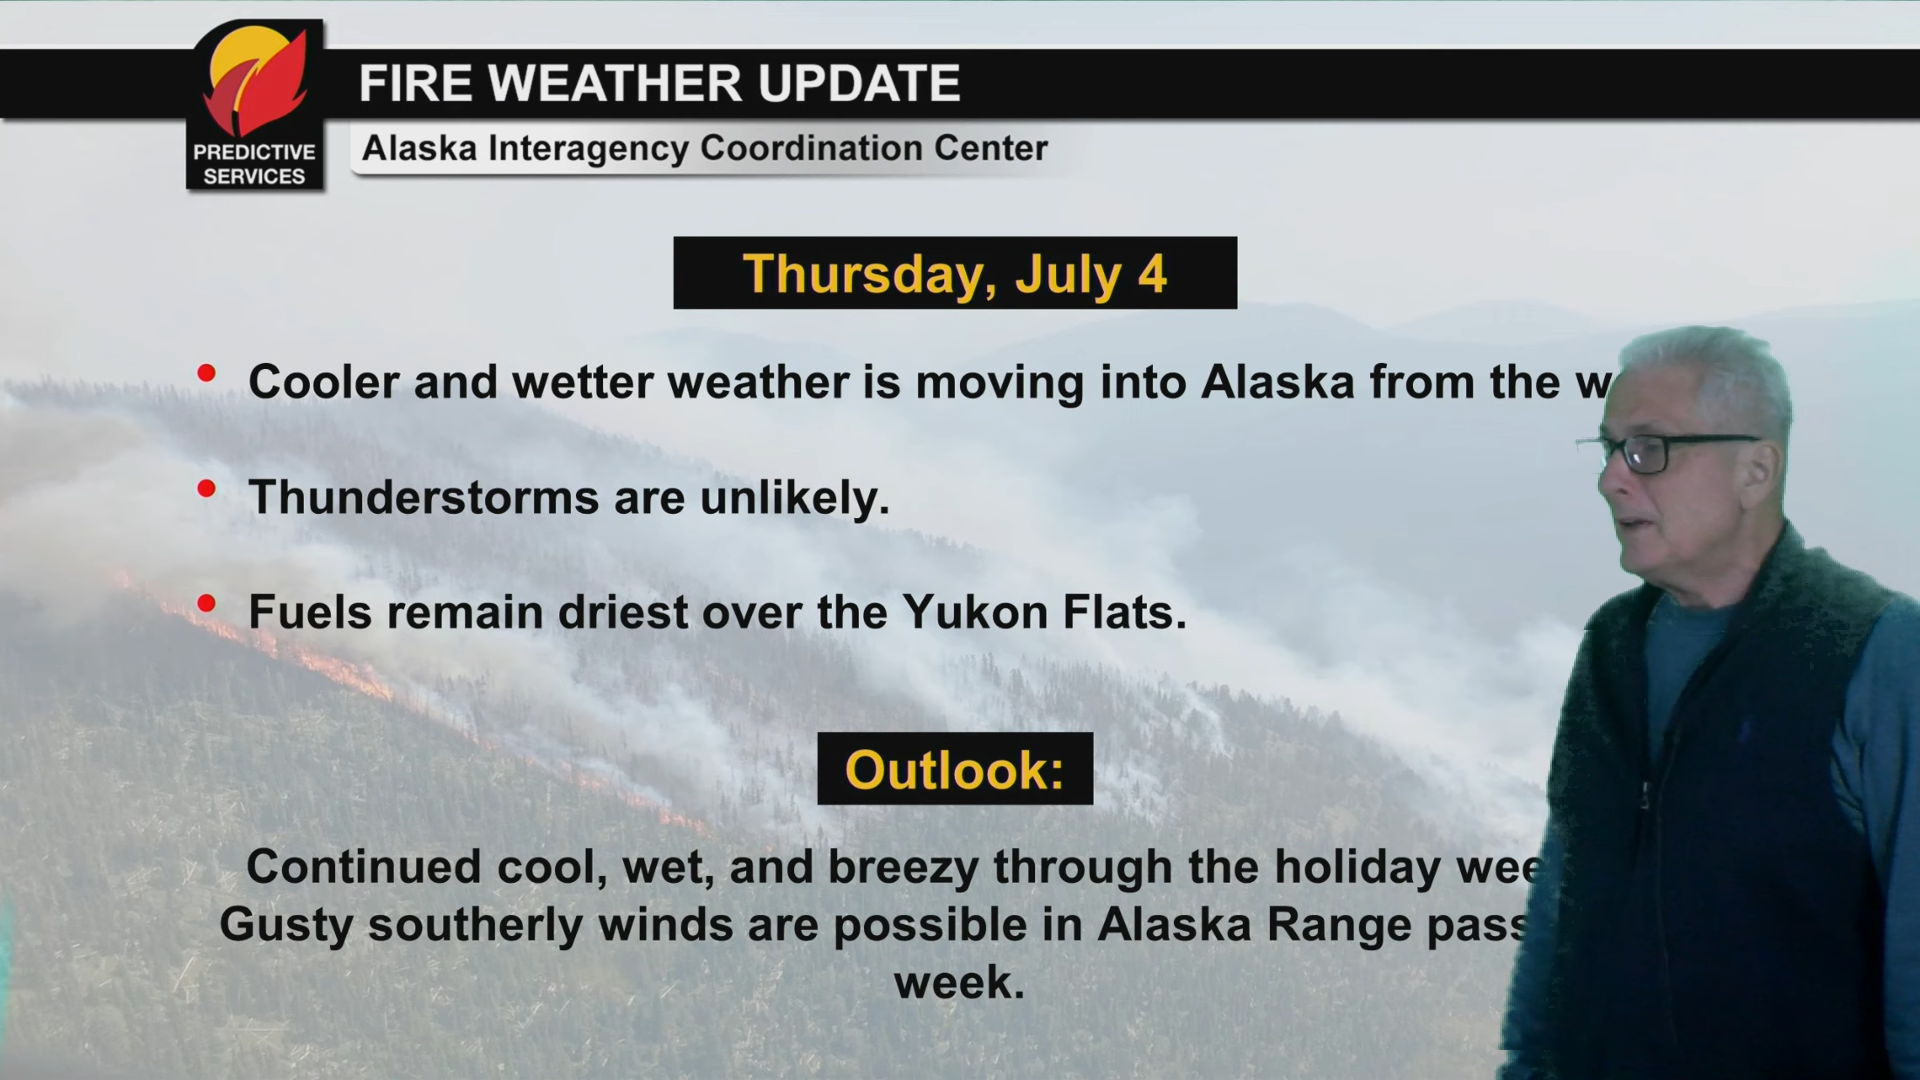 FIRE WEATHER UPDATE
PREDICTIVE
SERVICES
Alaska Interagency Coordination Center
Thursday, July 4
• Cooler and wetter weather is moving into Alaska from the
• Thunderstorms are unlikely.
• Fuels remain driest over the Yukon Flats.
Outlook:
Continued cool, wet, and breezy through the holiday
Gusty southerly winds are possible in Alaska Range
week.